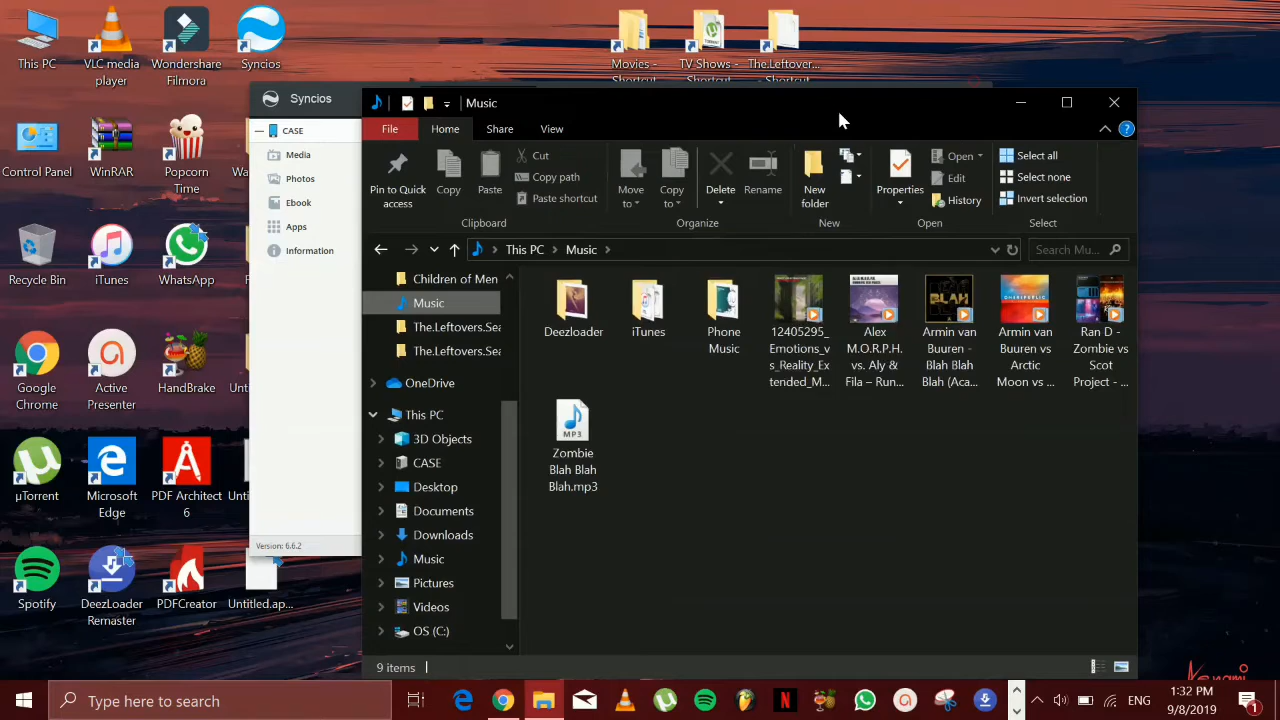 This PC
VLC media
player
Wondershare
Filmora
Syncios
Movies -
Shortcut
TV Shows -
Shortcut
The.Leftover...
- Shortcut
Control Panel
WinRAR
Popcorn
Time
Recycle Bin
iTunes
WhatsApp
Google
Chrome
Active
Presenter
HandBrake
µTorrent
Microsoft
Edge
PDF Architect
6
Spotify
DeezLoader
Remaster
PDFCreator
Untitled.ap...
Syncios
CASE
Media
Photos
Ebook
Apps
Information
Version: 6.6.2
Music
File
Home
Share
View
Pin to Quick
access
Copy
Paste
Cut
Copy path
Paste shortcut
Clipboard
Move
to
Copy
to
Delete
Rename
Organize
New
folder
New
Properties
Open
Edit
History
Open
Select all
Select none
Invert selection
Select
This PC
Music
Search Mu...
Children of Men
Music
The.Leftovers.Sea
The.Leftovers.Sea
OneDrive
This PC
3D Objects
CASE
Desktop
Documents
Downloads
Music
Pictures
Videos
OS (C:)
Deezloader
iTunes
Phone
Music
12405295_
Emotions_v
s_Reality_Ex
tended_M...
Alex
M.O.R.P.H.
vs. Aly &
Fila – Run...
Armin van
Buuren -
Blah Blah
Blah (Aca...
Armin van
Buuren vs
Arctic
Moon vs ...
Ran D -
Zombie vs
Scot
Project - ...
MP3
Zombie
Blah Blah
Blah.mp3
9 items
Type here to search
ENG
1:32 PM
9/8/2019
1